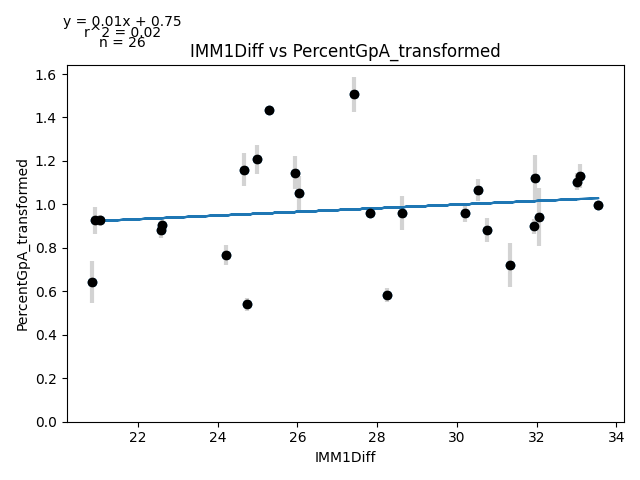 y = 0.01x + 0.75
r^2 = 0.02
n = 26
IMM1Diff vs PercentGpA_transformed
1.6
1.4
1.2
1.0
0.8
0.6
0.4
0.2
0.0
PercentGpA_transformed
22
24
26
28
30
32
34
IMM1Diff